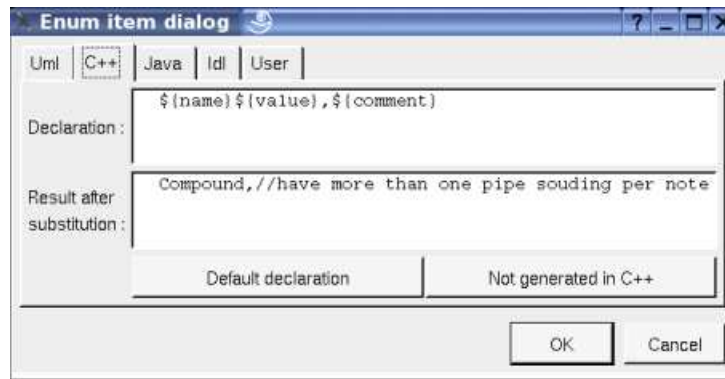 Enum item dialog
Uml C++ Java Idl User
Declaration :
${name}${value},${comment}
Result after
substitution :
Compound,//have more than one pipe souding per note
Default declaration Not generated in C++
OK Cancel